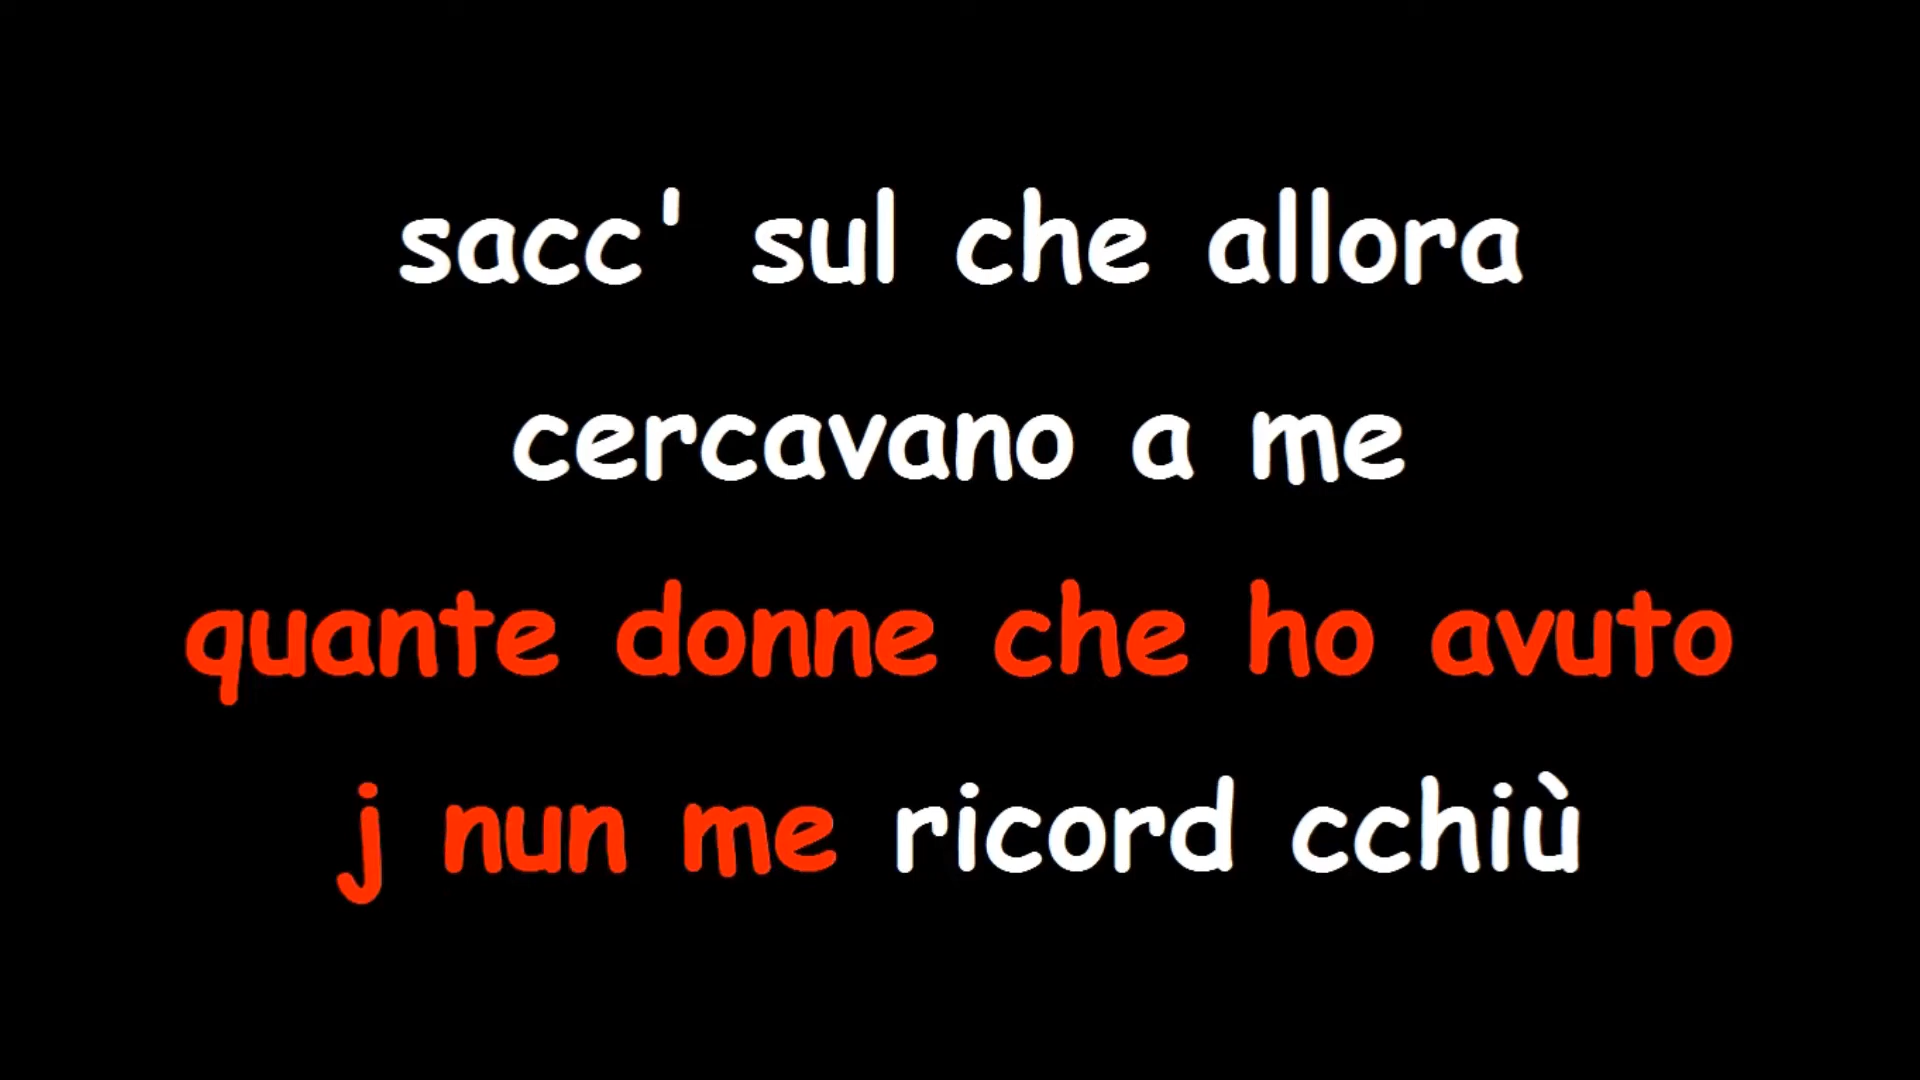 sacc' sul che allora
cercavano a me
quante donne che ho avuto
j nun me ricord cchiù